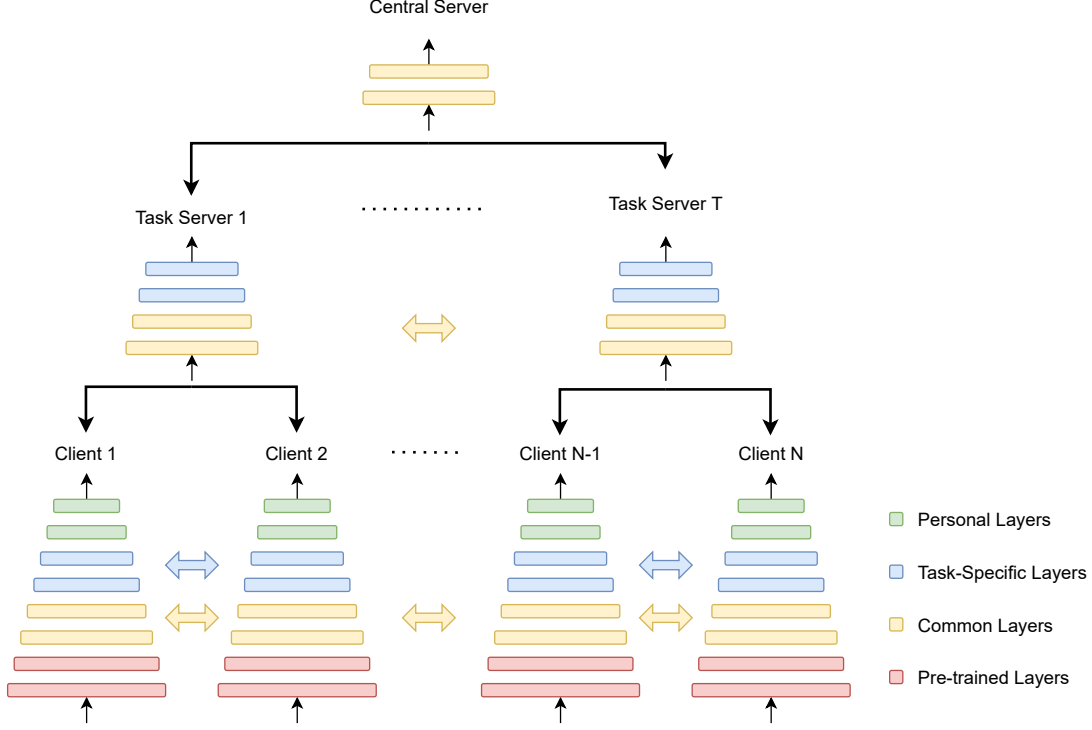 Central Server
Task Server 1
Task Server T
Client 1
Client 2
Client N-1
Client N
Personal Layers
Task-Specific Layers
Common Layers
Pre-trained Layers